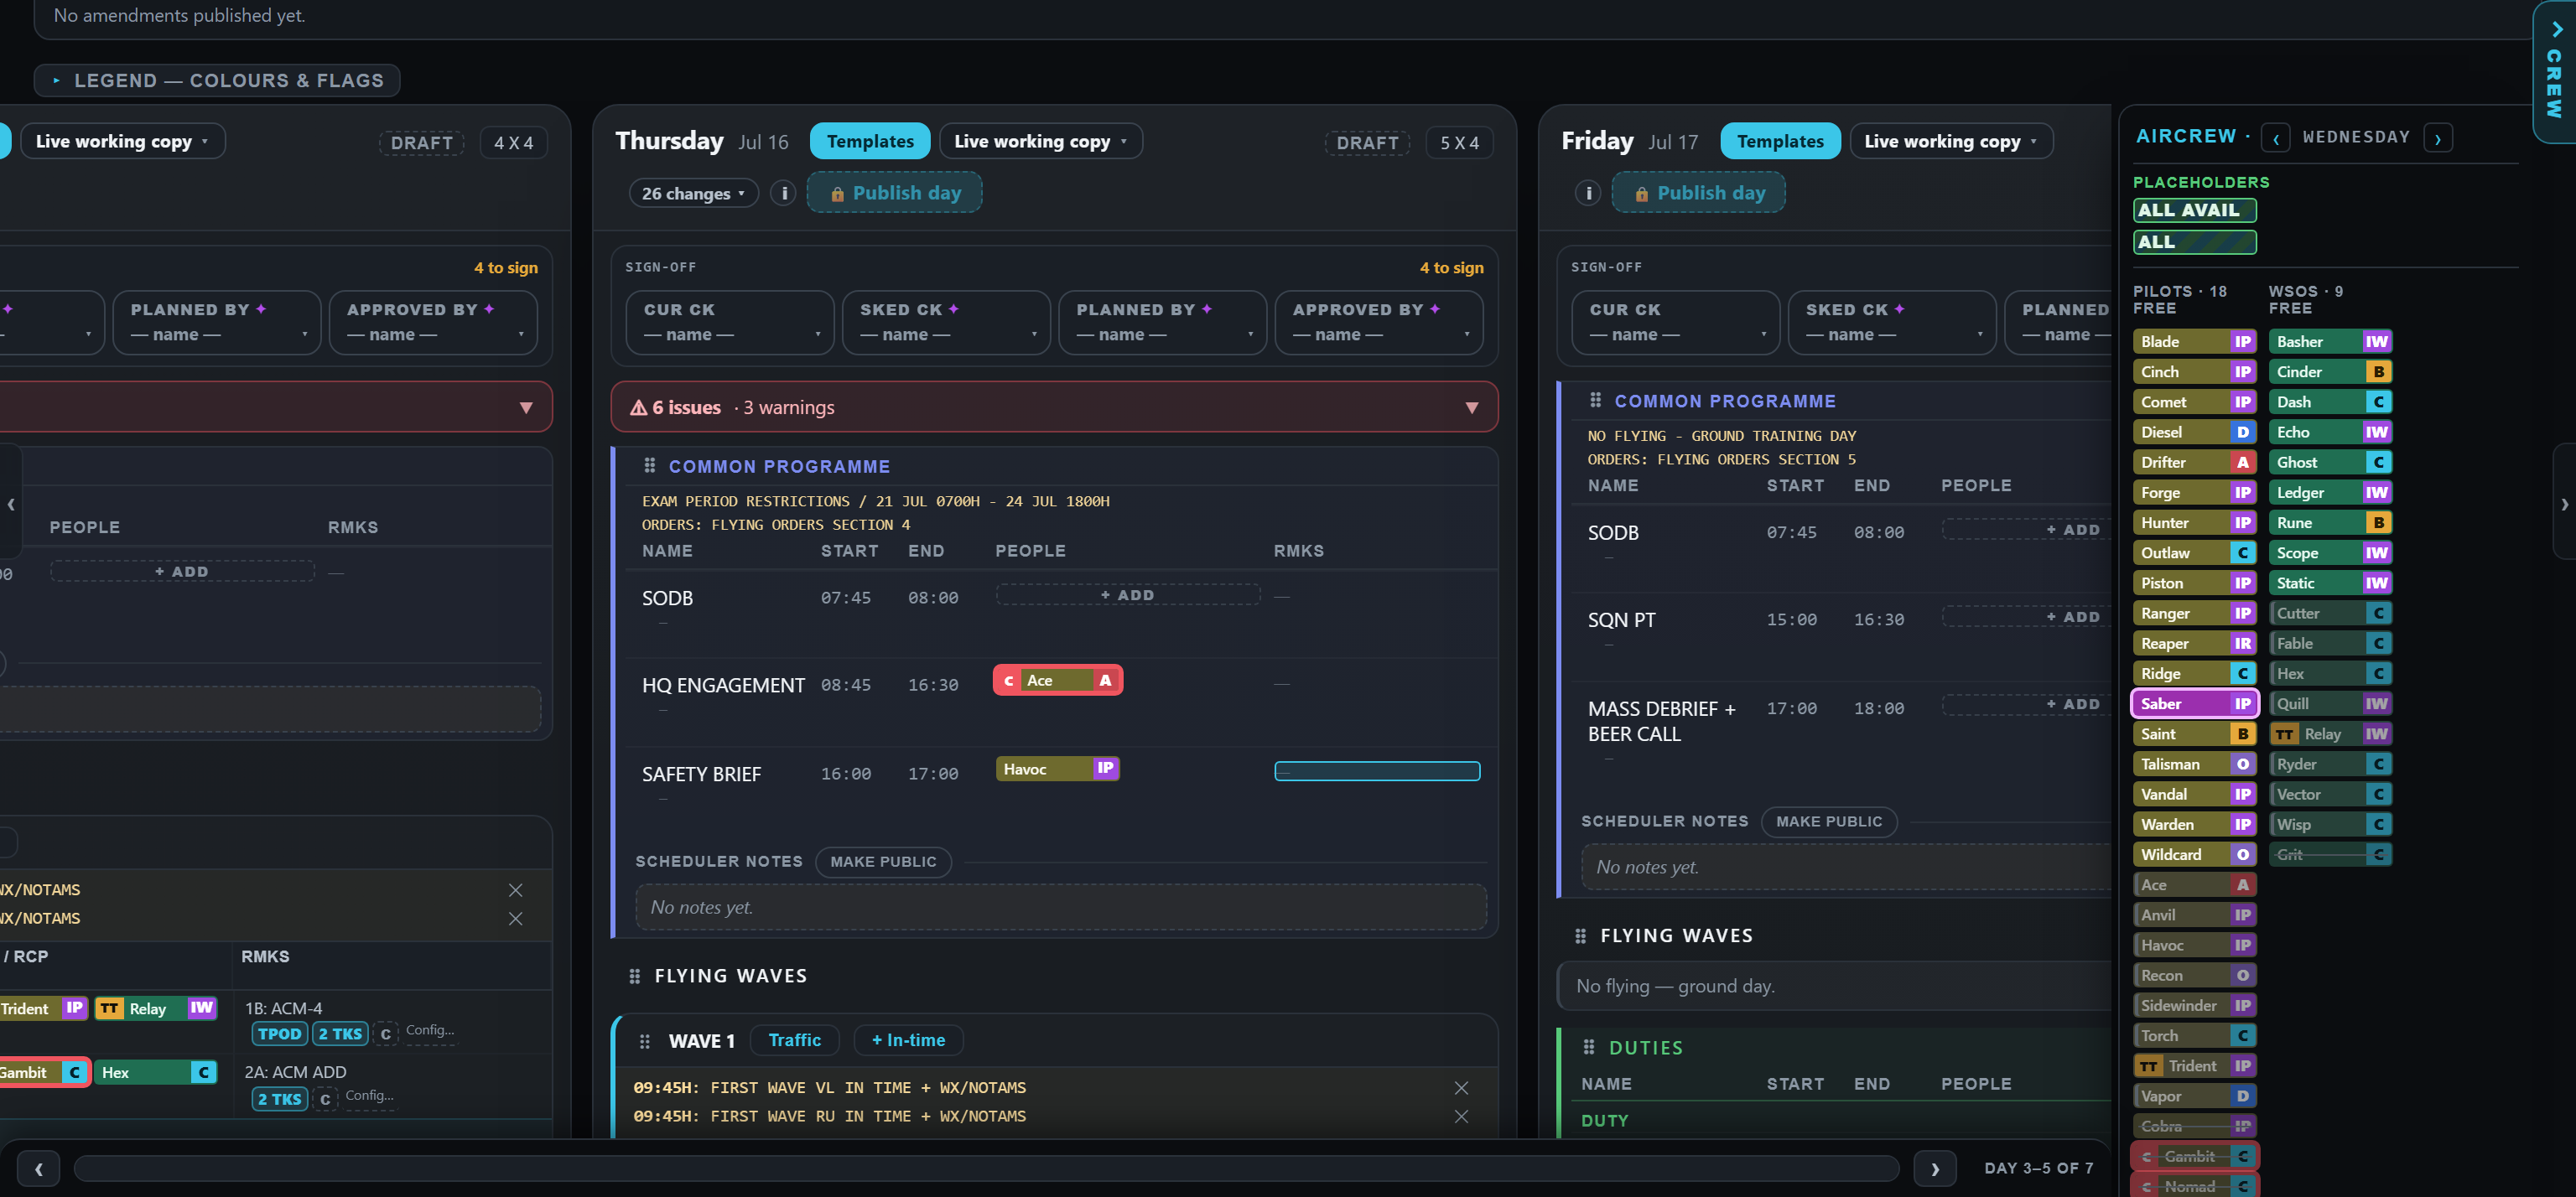 No amendments published yet.
CREW
▸ LEGEND — COLOURS & FLAGS
Live working copy ▾
DRAFT
4 X 4
4 to sign
PLANNED BY ✦
— name — ▾
APPROVED BY ✦
— name — ▾
PEOPLE RMKS
+ ADD —
WX/NOTAMS ×
WX/NOTAMS ×
/ RCP RMKS
Trident IP TT Relay IW 1B: ACM-4
TPOD 2 TKS C Config...
Gambit C Hex C 2A: ACM ADD
2 TKS C Config...
Thursday Jul 16 Templates Live working copy ▾ DRAFT 5 X 4
26 changes ▾ i Publish day
SIGN-OFF 4 to sign
CUR CK SKED CK ✦ PLANNED BY ✦ APPROVED BY ✦
— name — ▾ — name — ▾ — name — ▾ — name — ▾
⚠ 6 issues · 3 warnings ▼
COMMON PROGRAMME
EXAM PERIOD RESTRICTIONS / 21 JUL 0700H - 24 JUL 1800H
ORDERS: FLYING ORDERS SECTION 4
NAME START END PEOPLE RMKS
SODB 07:45 08:00 + ADD —
—
HQ ENGAGEMENT 08:45 16:30 C Ace A —
—
SAFETY BRIEF 16:00 17:00 Havoc IP —
—
SCHEDULER NOTES MAKE PUBLIC
No notes yet.
FLYING WAVES
WAVE 1 Traffic + In-time
09:45H: FIRST WAVE VL IN TIME + WX/NOTAMS ×
09:45H: FIRST WAVE RU IN TIME + WX/NOTAMS ×
Friday Jul 17 Templates Live working copy ▾
i Publish day
SIGN-OFF
CUR CK SKED CK ✦ PLANNED
— name — ▾ — name — ▾ — name —
COMMON PROGRAMME
NO FLYING - GROUND TRAINING DAY
ORDERS: FLYING ORDERS SECTION 5
NAME START END PEOPLE
SODB 07:45 08:00 + ADD
—
SQN PT 15:00 16:30 + ADD
—
MASS DEBRIEF + 17:00 18:00 + ADD
BEER CALL
—
SCHEDULER NOTES MAKE PUBLIC
No notes yet.
FLYING WAVES
No flying — ground day.
DUTIES
NAME START END PEOPLE
DUTY
AIRCREW · ‹ WEDNESDAY ›
PLACEHOLDERS
ALL AVAIL
ALL
PILOTS · 18 FREE
Blade IP
Cinch IP
Comet IP
Diesel D
Drifter A
Forge IP
Hunter IP
Outlaw C
Piston IP
Ranger IP
Reaper IR
Ridge C
Saber IP
Saint B
Talisman O
Vandal IP
Warden IP
Wildcard O
Ace A
Anvil IP
Havoc IP
Recon O
Sidewinder IP
Torch C
TT Trident IP
Vapor D
Cobra IP
C Gambit C
C Nomad C
WSOS · 9 FREE
Basher IW
Cinder B
Dash C
Echo IW
Ghost C
Ledger IW
Rune B
Scope IW
Static IW
Cutter C
Fable C
Hex C
Quill IW
TT Relay IW
Ryder C
Vector C
Wisp C
Grit C
‹ › DAY 3–5 OF 7